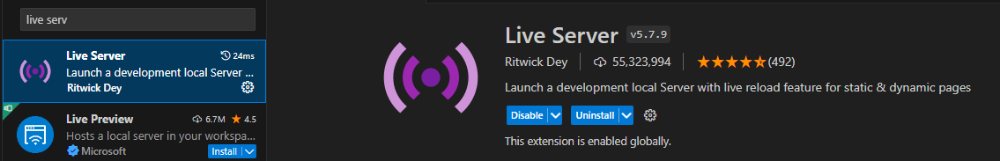 live serv
Live Server 24ms
Launch a development local Server ...
Ritwick Dey
Live Preview 6.7M 4.5
Hosts a local server in your workspa...
Microsoft Install
Live Server v5.7.9
Ritwick Dey 55,323,994 (492)
Launch a development local Server with live reload feature for static & dynamic pages
Disable Uninstall
This extension is enabled globally.